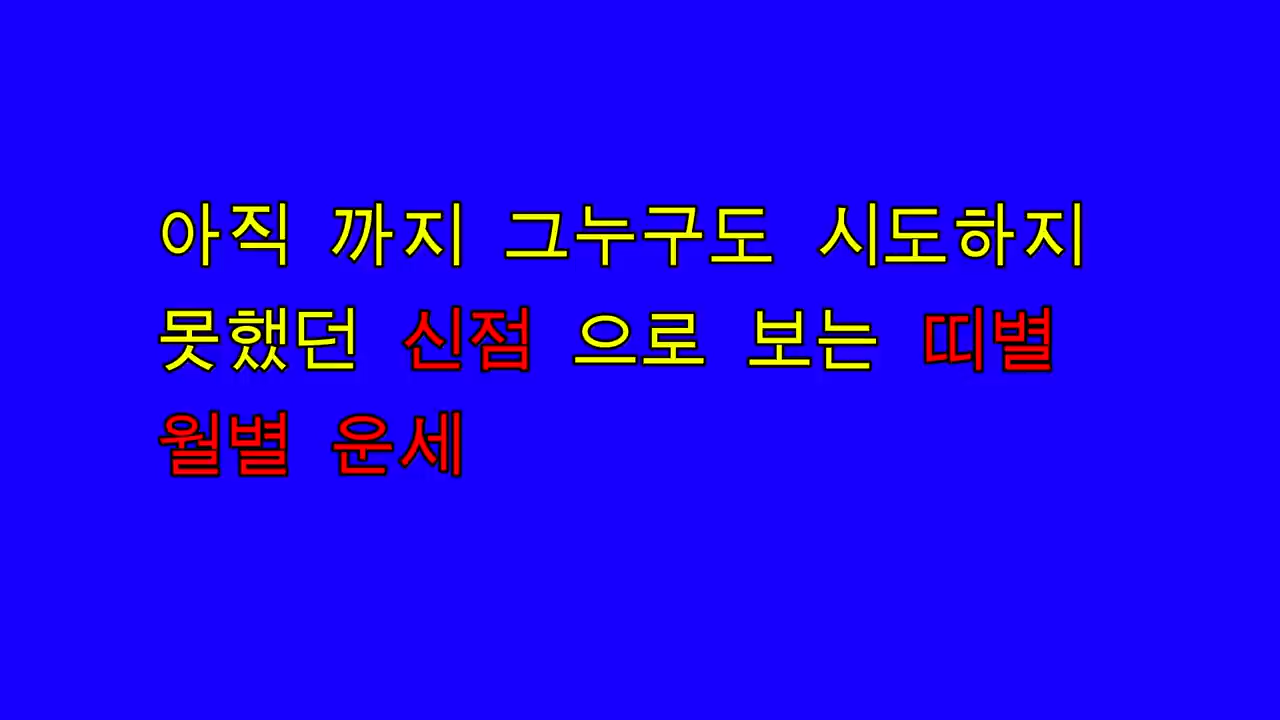 아직 까지 그누구도 시도하지
못했던 신점 으로 보는 띠별
월별 운세